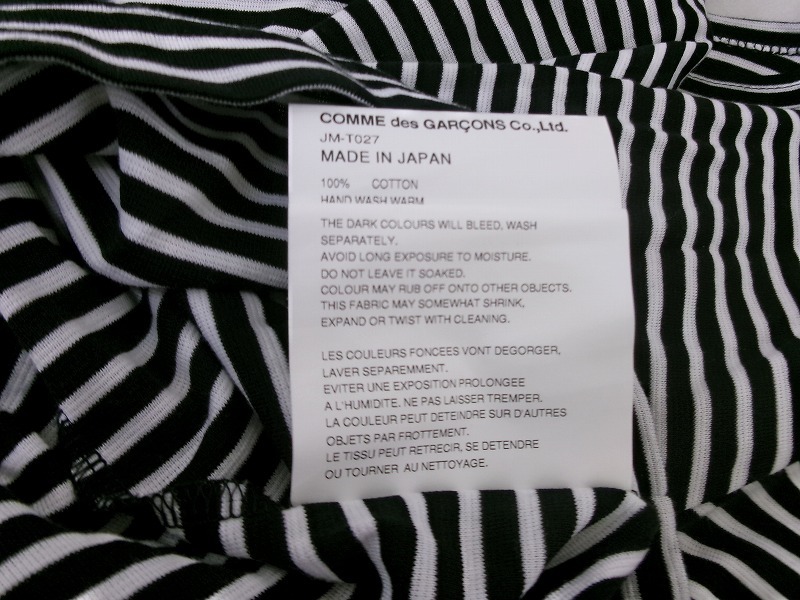 COMME des GARÇONS Co.,Ltd.
JM-T027
MADE IN JAPAN
100% COTTON
HAND WASH WARM
THE DARK COLOURS WILL BLEED, WASH
SEPARATELY.
AVOID LONG EXPOSURE TO MOISTURE.
DO NOT LEAVE IT SOAKED.
COLOUR MAY RUB OFF ONTO OTHER OBJECTS.
THIS FABRIC MAY SOMEWHAT SHRINK,
EXPAND OR TWIST WITH CLEANING.
LES COULEURS FONCEES VONT DEGORGER,
LAVER SEPAREMMENT.
EVITER UNE EXPOSITION PROLONGEE
A L'HUMIDITE. NE PAS LAISSER TREMPER.
LA COULEUR PEUT DETEINDRE SUR D'AUTRES
OBJETS PAR FROTTEMENT.
LE TISSU PEUT RETRECIR, SE DETENDRE
OU TOURNER AU NETTOYAGE.